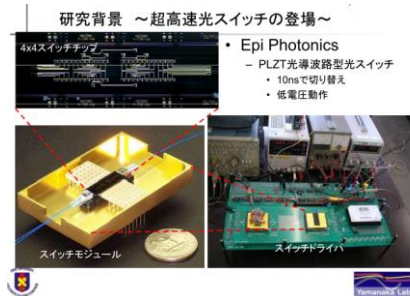 研究背景 ～超高速光スイッチの登場～
4x4スイッチチップ
• Epi Photonics
– PLZT光導波路型光スイッチ
• 10nsで切り替え
• 低電圧動作
スイッチモジュール
スイッチドライバ
Yamanaka Lab.